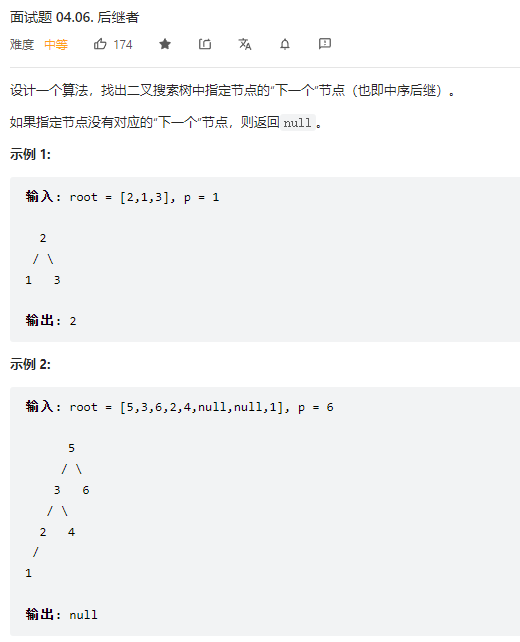 面试题 04.06. 后继者
难度 中等 174
设计一个算法，找出二叉搜索树中指定节点的“下一个”节点（也即中序后继）。
如果指定节点没有对应的“下一个”节点，则返回 null 。
示例 1:
输入: root = [2,1,3], p = 1
2
/ \
1 3
输出: 2
示例 2:
输入: root = [5,3,6,2,4,null,null,1], p = 6
5
/ \
3 6
/ \
2 4
/
1
输出: null